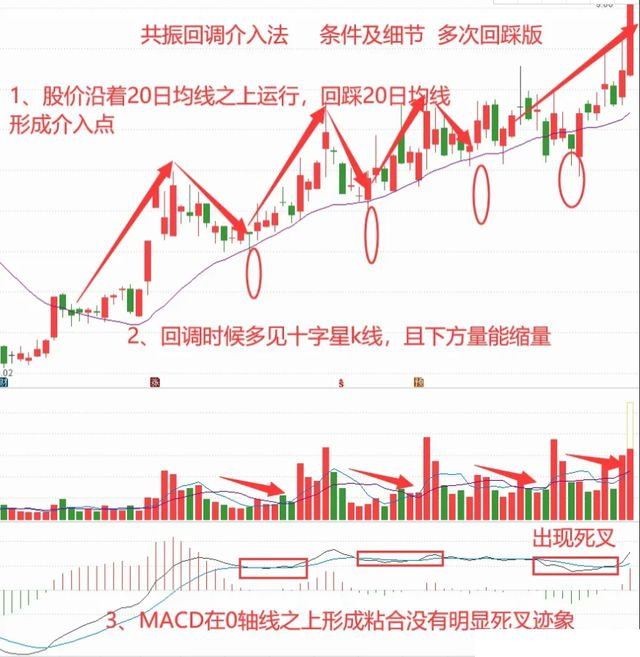 共振回调介入法 条件及细节 多次回踩版
1、股价沿着20日均线之上运行，回踩20日均线
形成介入点
2、回调时候多见十字星k线，且下方量能缩量
.02
财
涨
榜
出现死叉
3、MACD在0轴线之上形成粘合没有明显死叉迹象